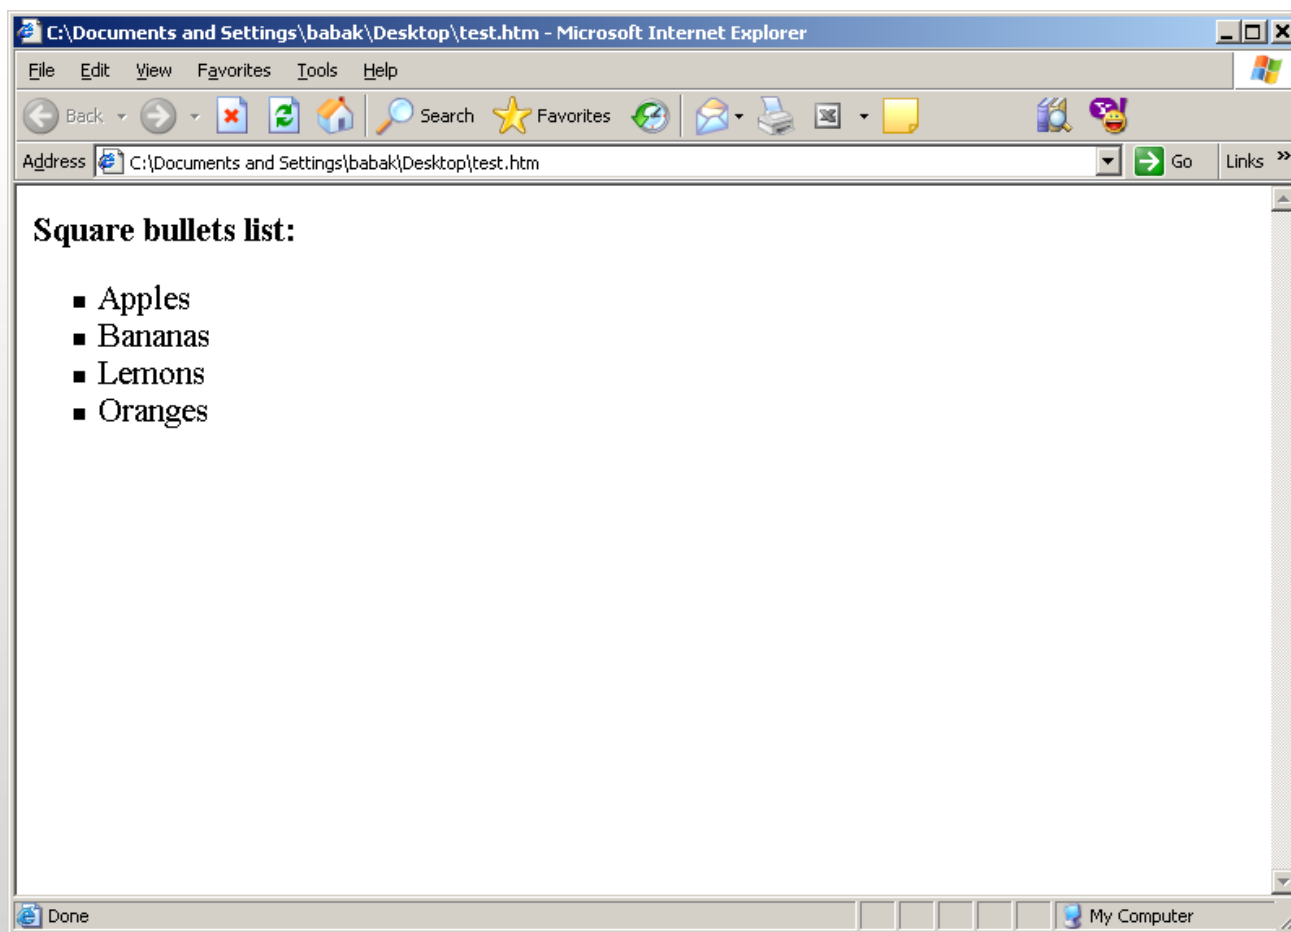 C:\Documents and Settings\babak\Desktop\test.htm - Microsoft Internet Explorer
File Edit View Favorites Tools Help
Back Search Favorites
Address C:\Documents and Settings\babak\Desktop\test.htm Go Links »
Square bullets list:
Apples
Bananas
Lemons
Oranges
Done My Computer